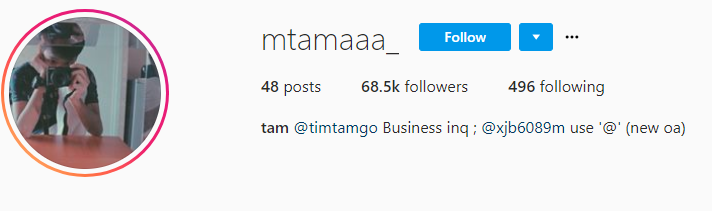 mtamaaa_ Follow
48 posts 68.5k followers 496 following
tam @timtamgo Business inq ; @xjb6089m use '@' (new oa)